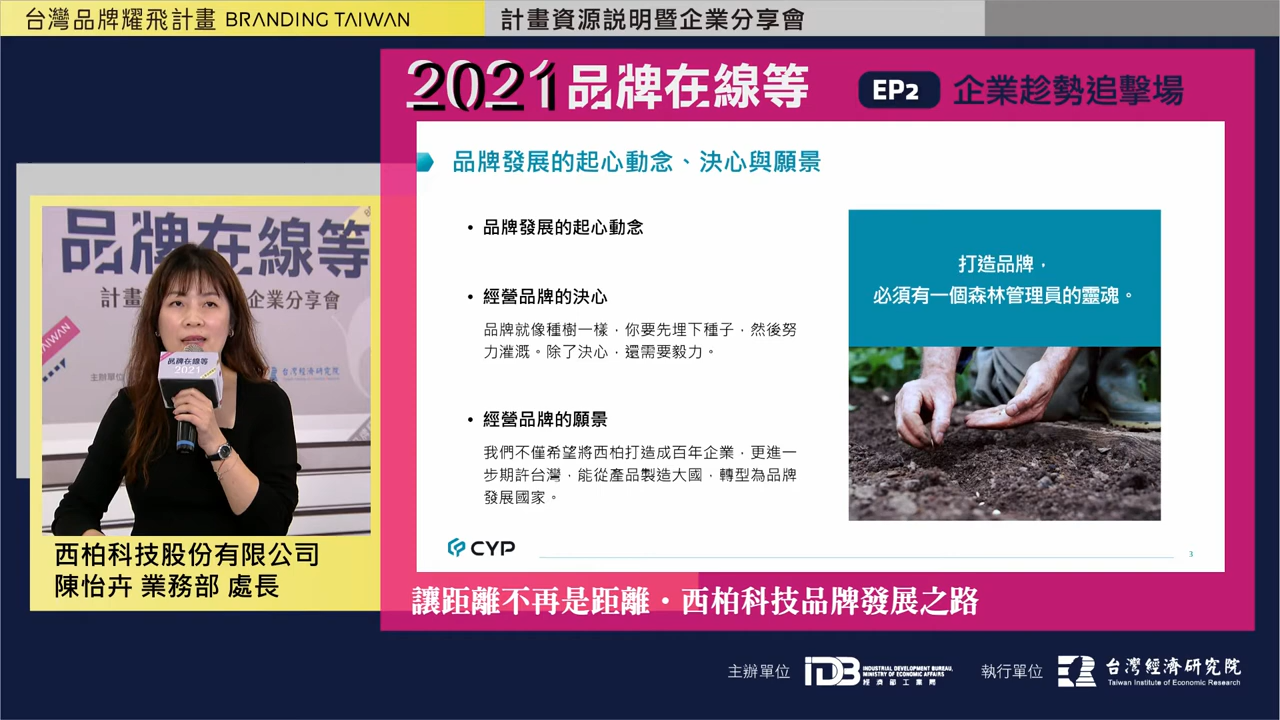 台灣品牌耀飛計畫 BRANDING TAIWAN
計畫資源説明暨企業分享會
2021品牌在線等
EP2 企業趁勢追擊場
品牌發展的起心動念、決心與願景
• 品牌發展的起心動念
• 經營品牌的決心
品牌就像種樹一樣，你要先埋下種子，然後努
力灌溉。除了決心，還需要毅力。
• 經營品牌的願景
我們不僅希望將西柏打造成百年企業，更進一
步期許台灣，能從產品製造大國，轉型為品牌
發展國家。
打造品牌，
必須有一個森林管理員的靈魂。
CYP
3
品牌在線等
企業分享會
TAIWAN
主辦單位
台灣經濟研究院
品牌在線等
2021
西柏科技股份有限公司
陳怡卉 業務部 處長
讓距離不再是距離・西柏科技品牌發展之路
主辦單位
IDB
INDUSTRIAL DEVELOPMENT BUREAU,
MINISTRY OF ECONOMIC AFFAIRS
經濟部工業局
執行單位
台灣經濟研究院
Taiwan Institute of Economic Research